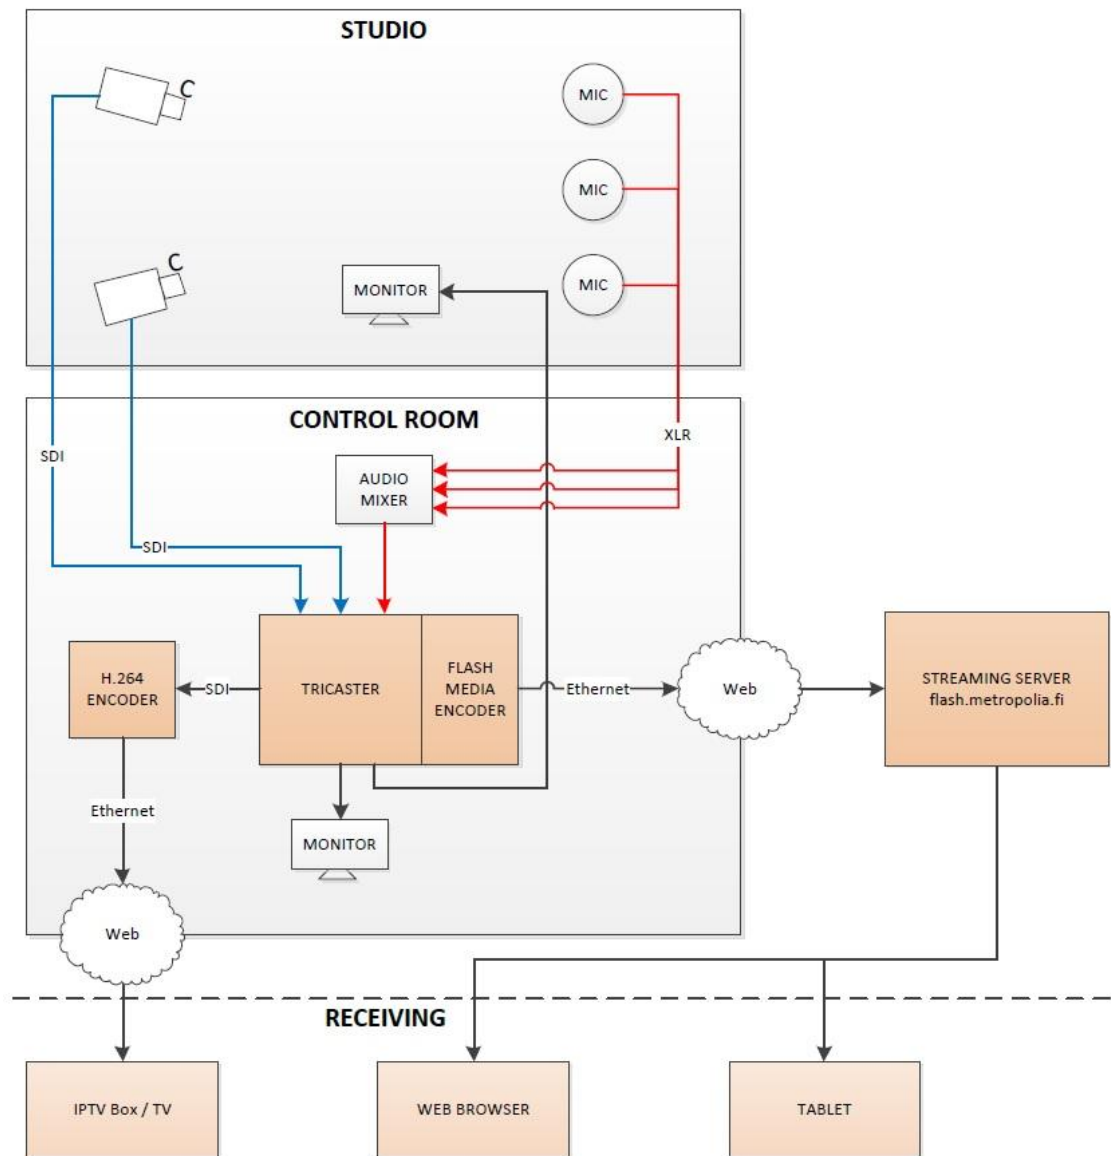 STUDIO
C
MIC
MIC
C
MONITOR
MIC
CONTROL ROOM
SDI
XLR
AUDIO
MIXER
SDI
H.264
ENCODER
SDI
TRICASTER
FLASH
MEDIA
ENCODER
Ethernet
Web
STREAMING SERVER
flash.metropolia.fi
Ethernet
MONITOR
Web
RECEIVING
IPTV Box / TV
WEB BROWSER
TABLET